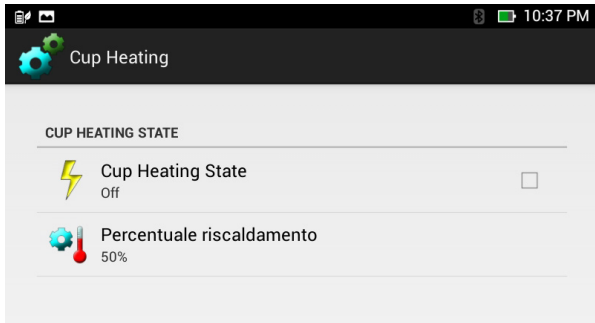 10:37 PM
Cup Heating
CUP HEATING STATE
Cup Heating State
Off
Percentuale riscaldamento
50%